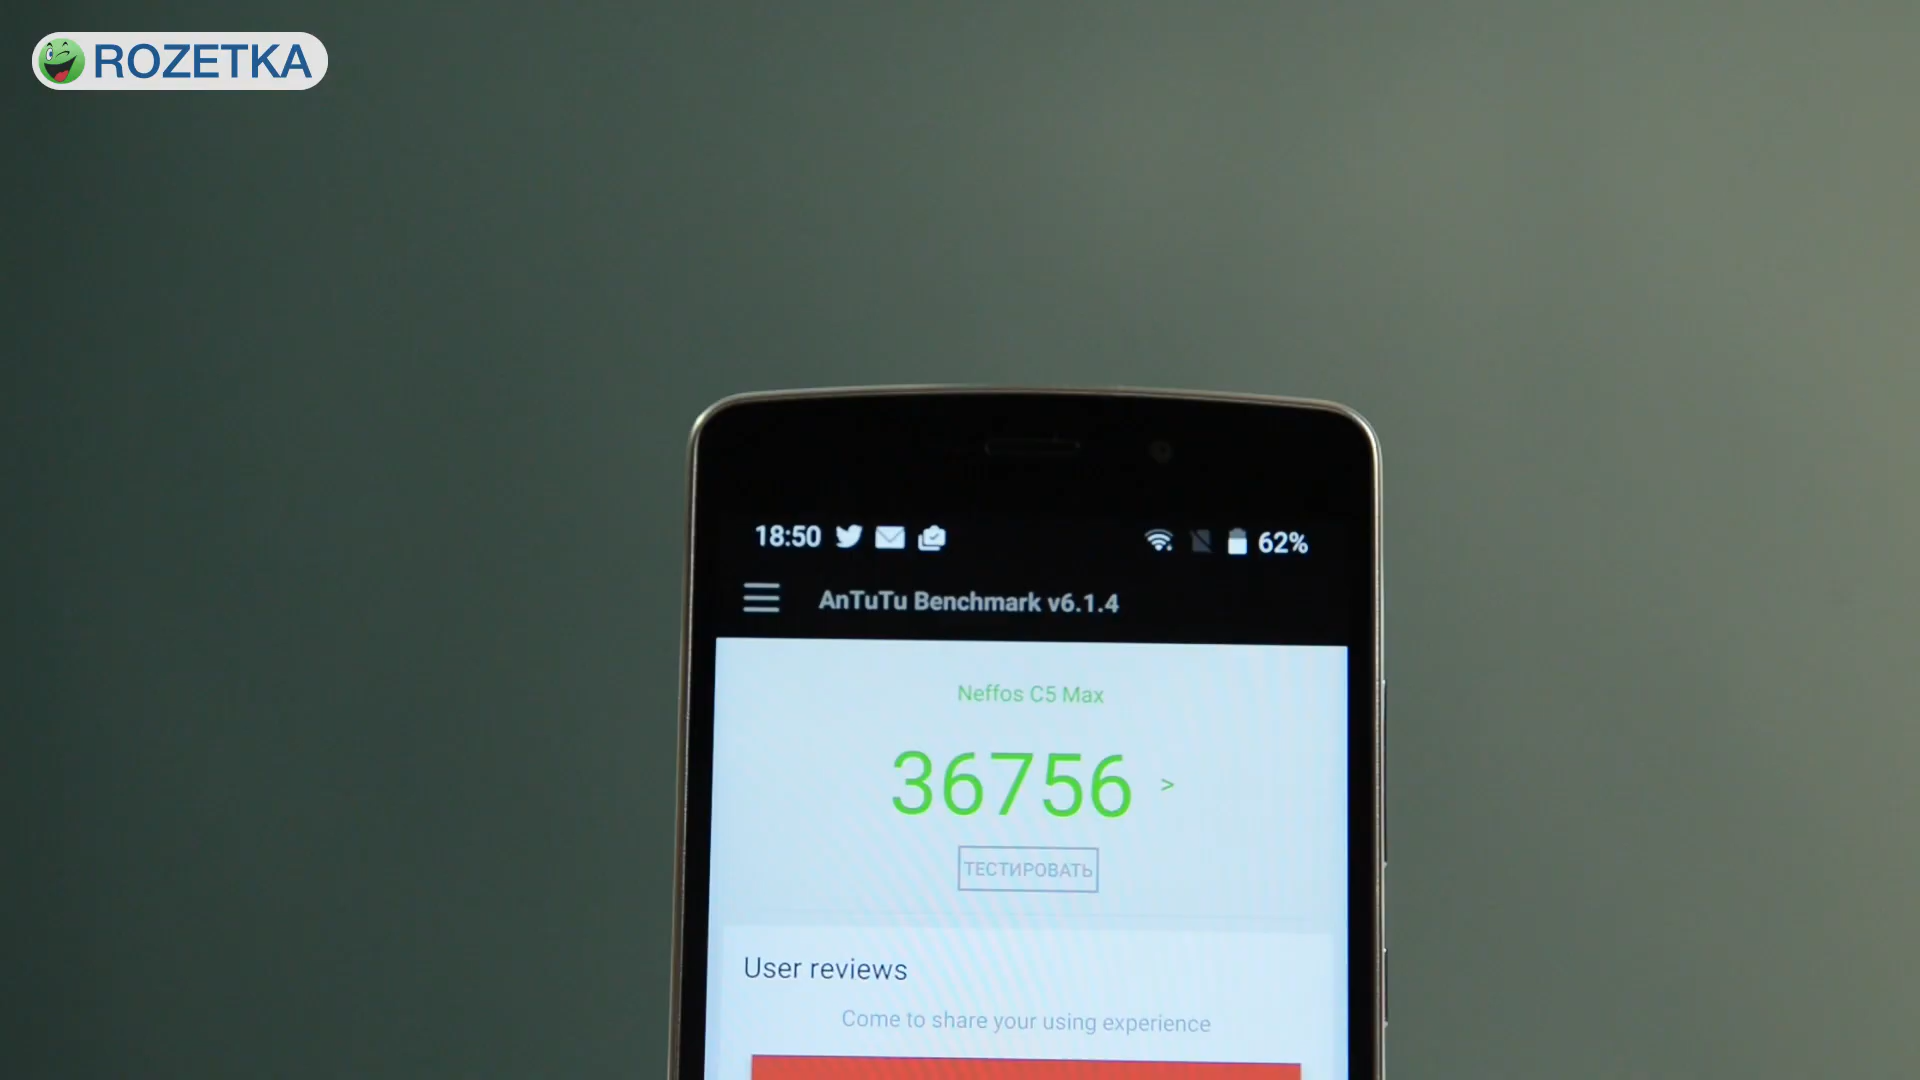 ROZETKA
18:50 62%
AnTuTu Benchmark v6.1.4
Neffos C5 Max
36756 >
ТЕСТИРОВАТЬ
User reviews
Come to share your using experience